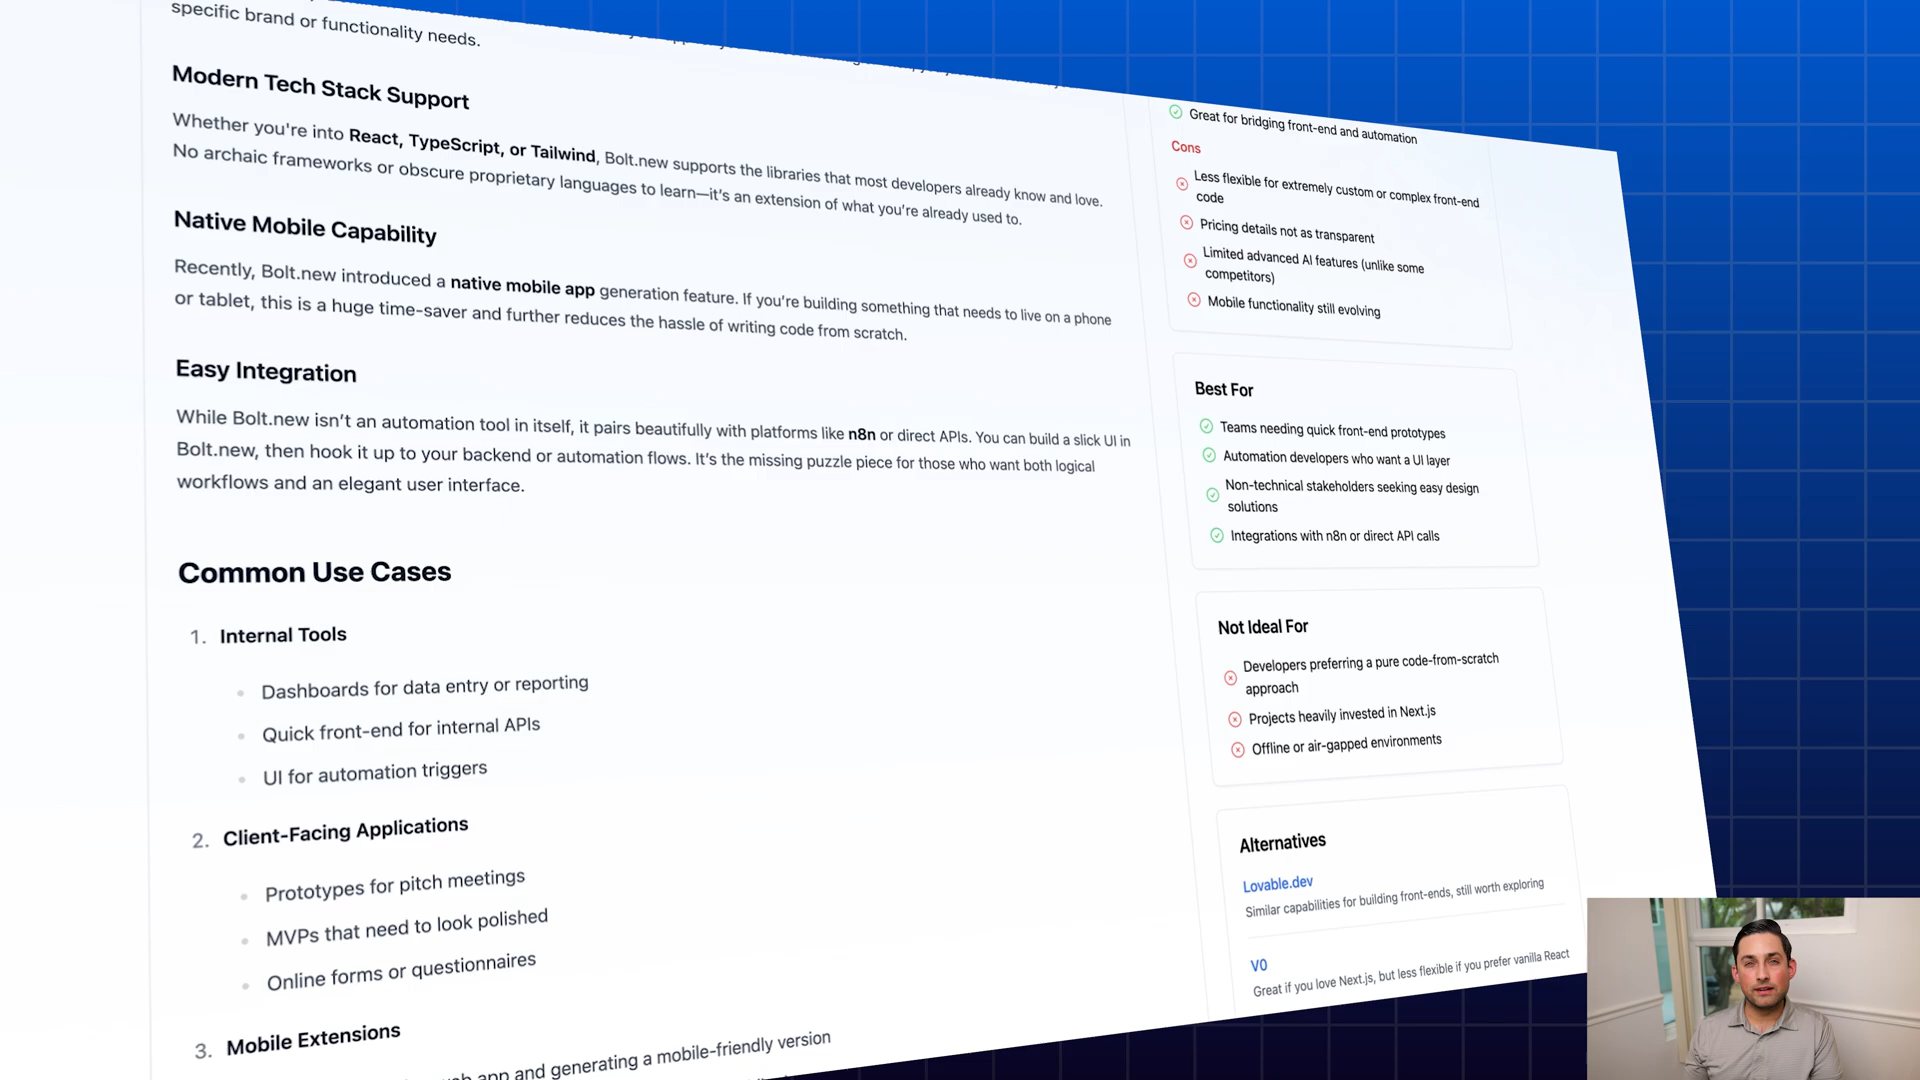 specific brand or functionality needs.
Modern Tech Stack Support
Whether you're into React, TypeScript, or Tailwind, Bolt.new supports the libraries that most developers already know and love.
No archaic frameworks or obscure proprietary languages to learn—it's an extension of what you're already used to.
Native Mobile Capability
Recently, Bolt.new introduced a native mobile app generation feature. If you're building something that needs to live on a phone
or tablet, this is a huge time-saver and further reduces the hassle of writing code from scratch.
Easy Integration
While Bolt.new isn't an automation tool in itself, it pairs beautifully with platforms like n8n or direct APIs. You can build a slick UI in
Bolt.new, then hook it up to your backend or automation flows. It's the missing puzzle piece for those who want both logical
workflows and an elegant user interface.
Common Use Cases
1. Internal Tools
Dashboards for data entry or reporting
Quick front-end for internal APIs
UI for automation triggers
2. Client-Facing Applications
Prototypes for pitch meetings
MVPs that need to look polished
Online forms or questionnaires
3. Mobile Extensions
app and generating a mobile-friendly version
Great for bridging front-end and automation
Cons
Less flexible for extremely custom or complex front-end
code
Pricing details not as transparent
Limited advanced AI features (unlike some
competitors)
Mobile functionality still evolving
Best For
Teams needing quick front-end prototypes
Automation developers who want a UI layer
Non-technical stakeholders seeking easy design
solutions
Integrations with n8n or direct API calls
Not Ideal For
Developers preferring a pure code-from-scratch
approach
Projects heavily invested in Next.js
Offline or air-gapped environments
Alternatives
Lovable.dev
Similar capabilities for building front-ends, still worth exploring
V0
Great if you love Next.js, but less flexible if you prefer vanilla React